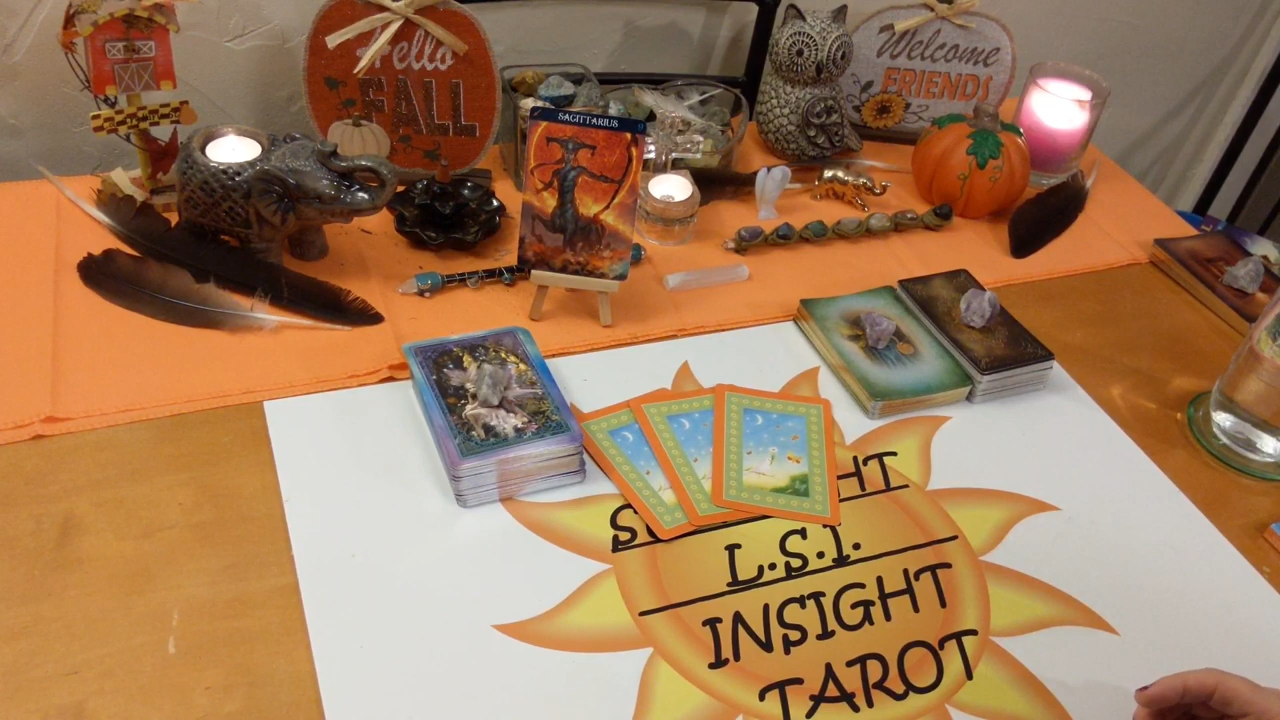 Hello
FALL
Welcome
FRIENDS
SAGITTARIUS
L.S.I.
INSIGHT
TAROT